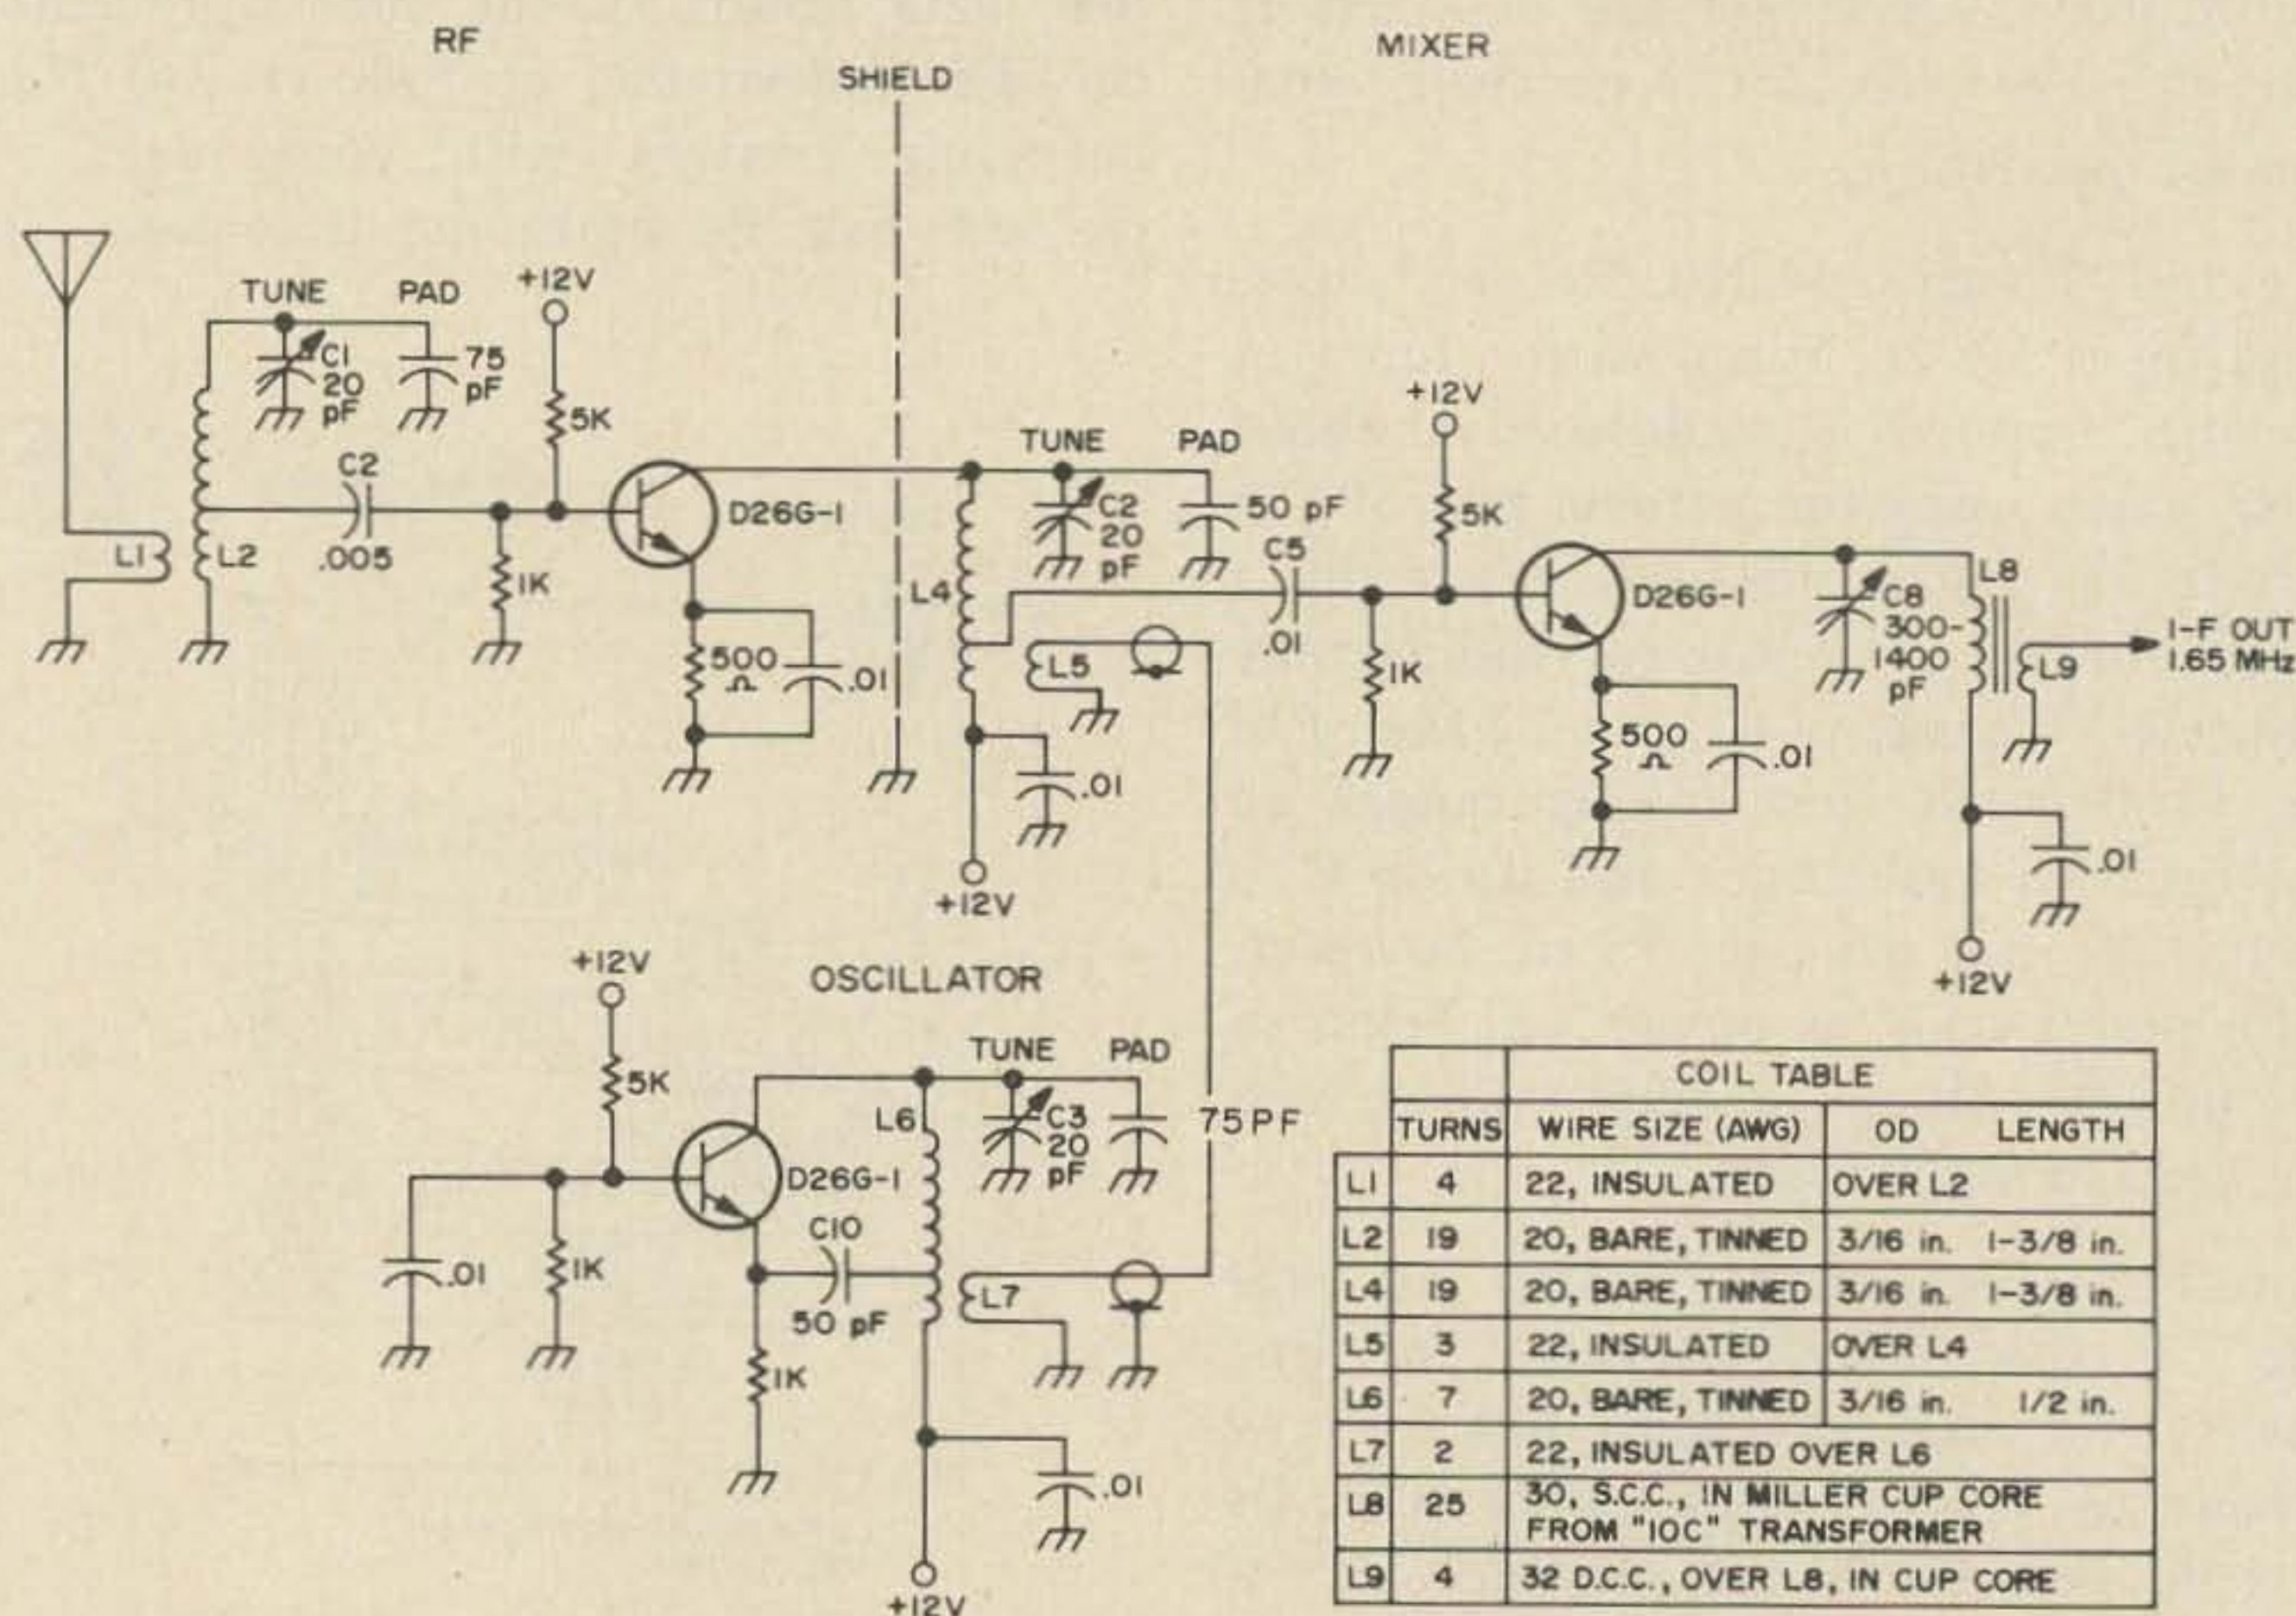 RF
MIXER
SHIELD
TUNE
PAD
+12V
C1
20
pF
75
pF
5K
C2
.005
L1
L2
1K
D26G-1
500
Ω
.01
TUNE
PAD
C2
20
pF
50 pF
L4
L5
C5
.01
.01
+12V
+12V
5K
1K
D26G-1
500
Ω
.01
C8
300-
1400
pF
L8
L9
I-F OUT
1.65 MHz
.01
+12V
OSCILLATOR
+12V
5K
.01
1K
D26G-1
C10
50 pF
1K
L6
TUNE
PAD
C3
20
pF
75PF
L7
.01
+12V
COIL TABLE
TURNS WIRE SIZE (AWG) OD LENGTH
L1 4 22, INSULATED OVER L2
L2 19 20, BARE, TINNED 3/16 in. 1-3/8 in.
L4 19 20, BARE, TINNED 3/16 in. 1-3/8 in.
L5 3 22, INSULATED OVER L4
L6 7 20, BARE, TINNED 3/16 in. 1/2 in.
L7 2 22, INSULATED OVER L6
L8 25 30, S.C.C., IN MILLER CUP CORE
FROM "10C" TRANSFORMER
L9 4 32 D.C.C., OVER L8, IN CUP CORE